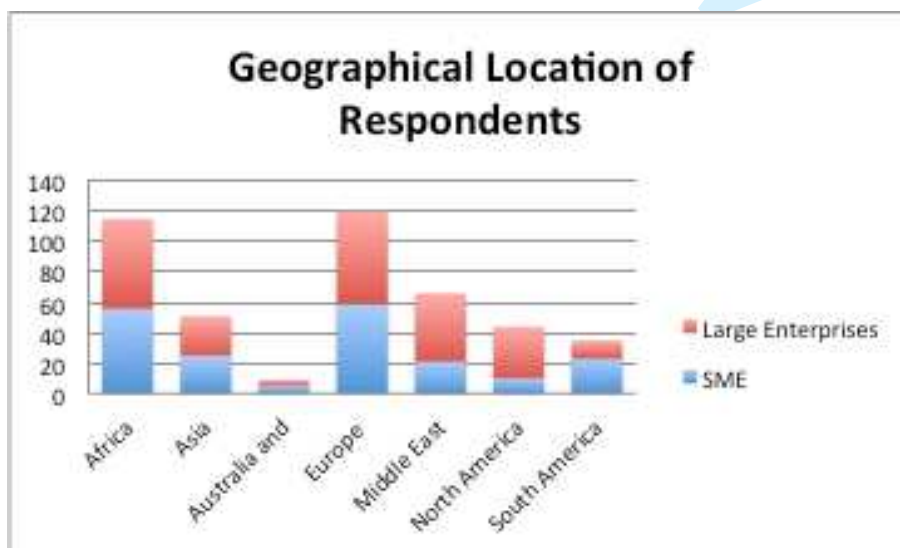 Geographical Location of
Respondents
140
120
100
80
60
40
20
0
Africa
Asia
Australia and
Europe
Middle East
North America
South America
Large Enterprises
SME